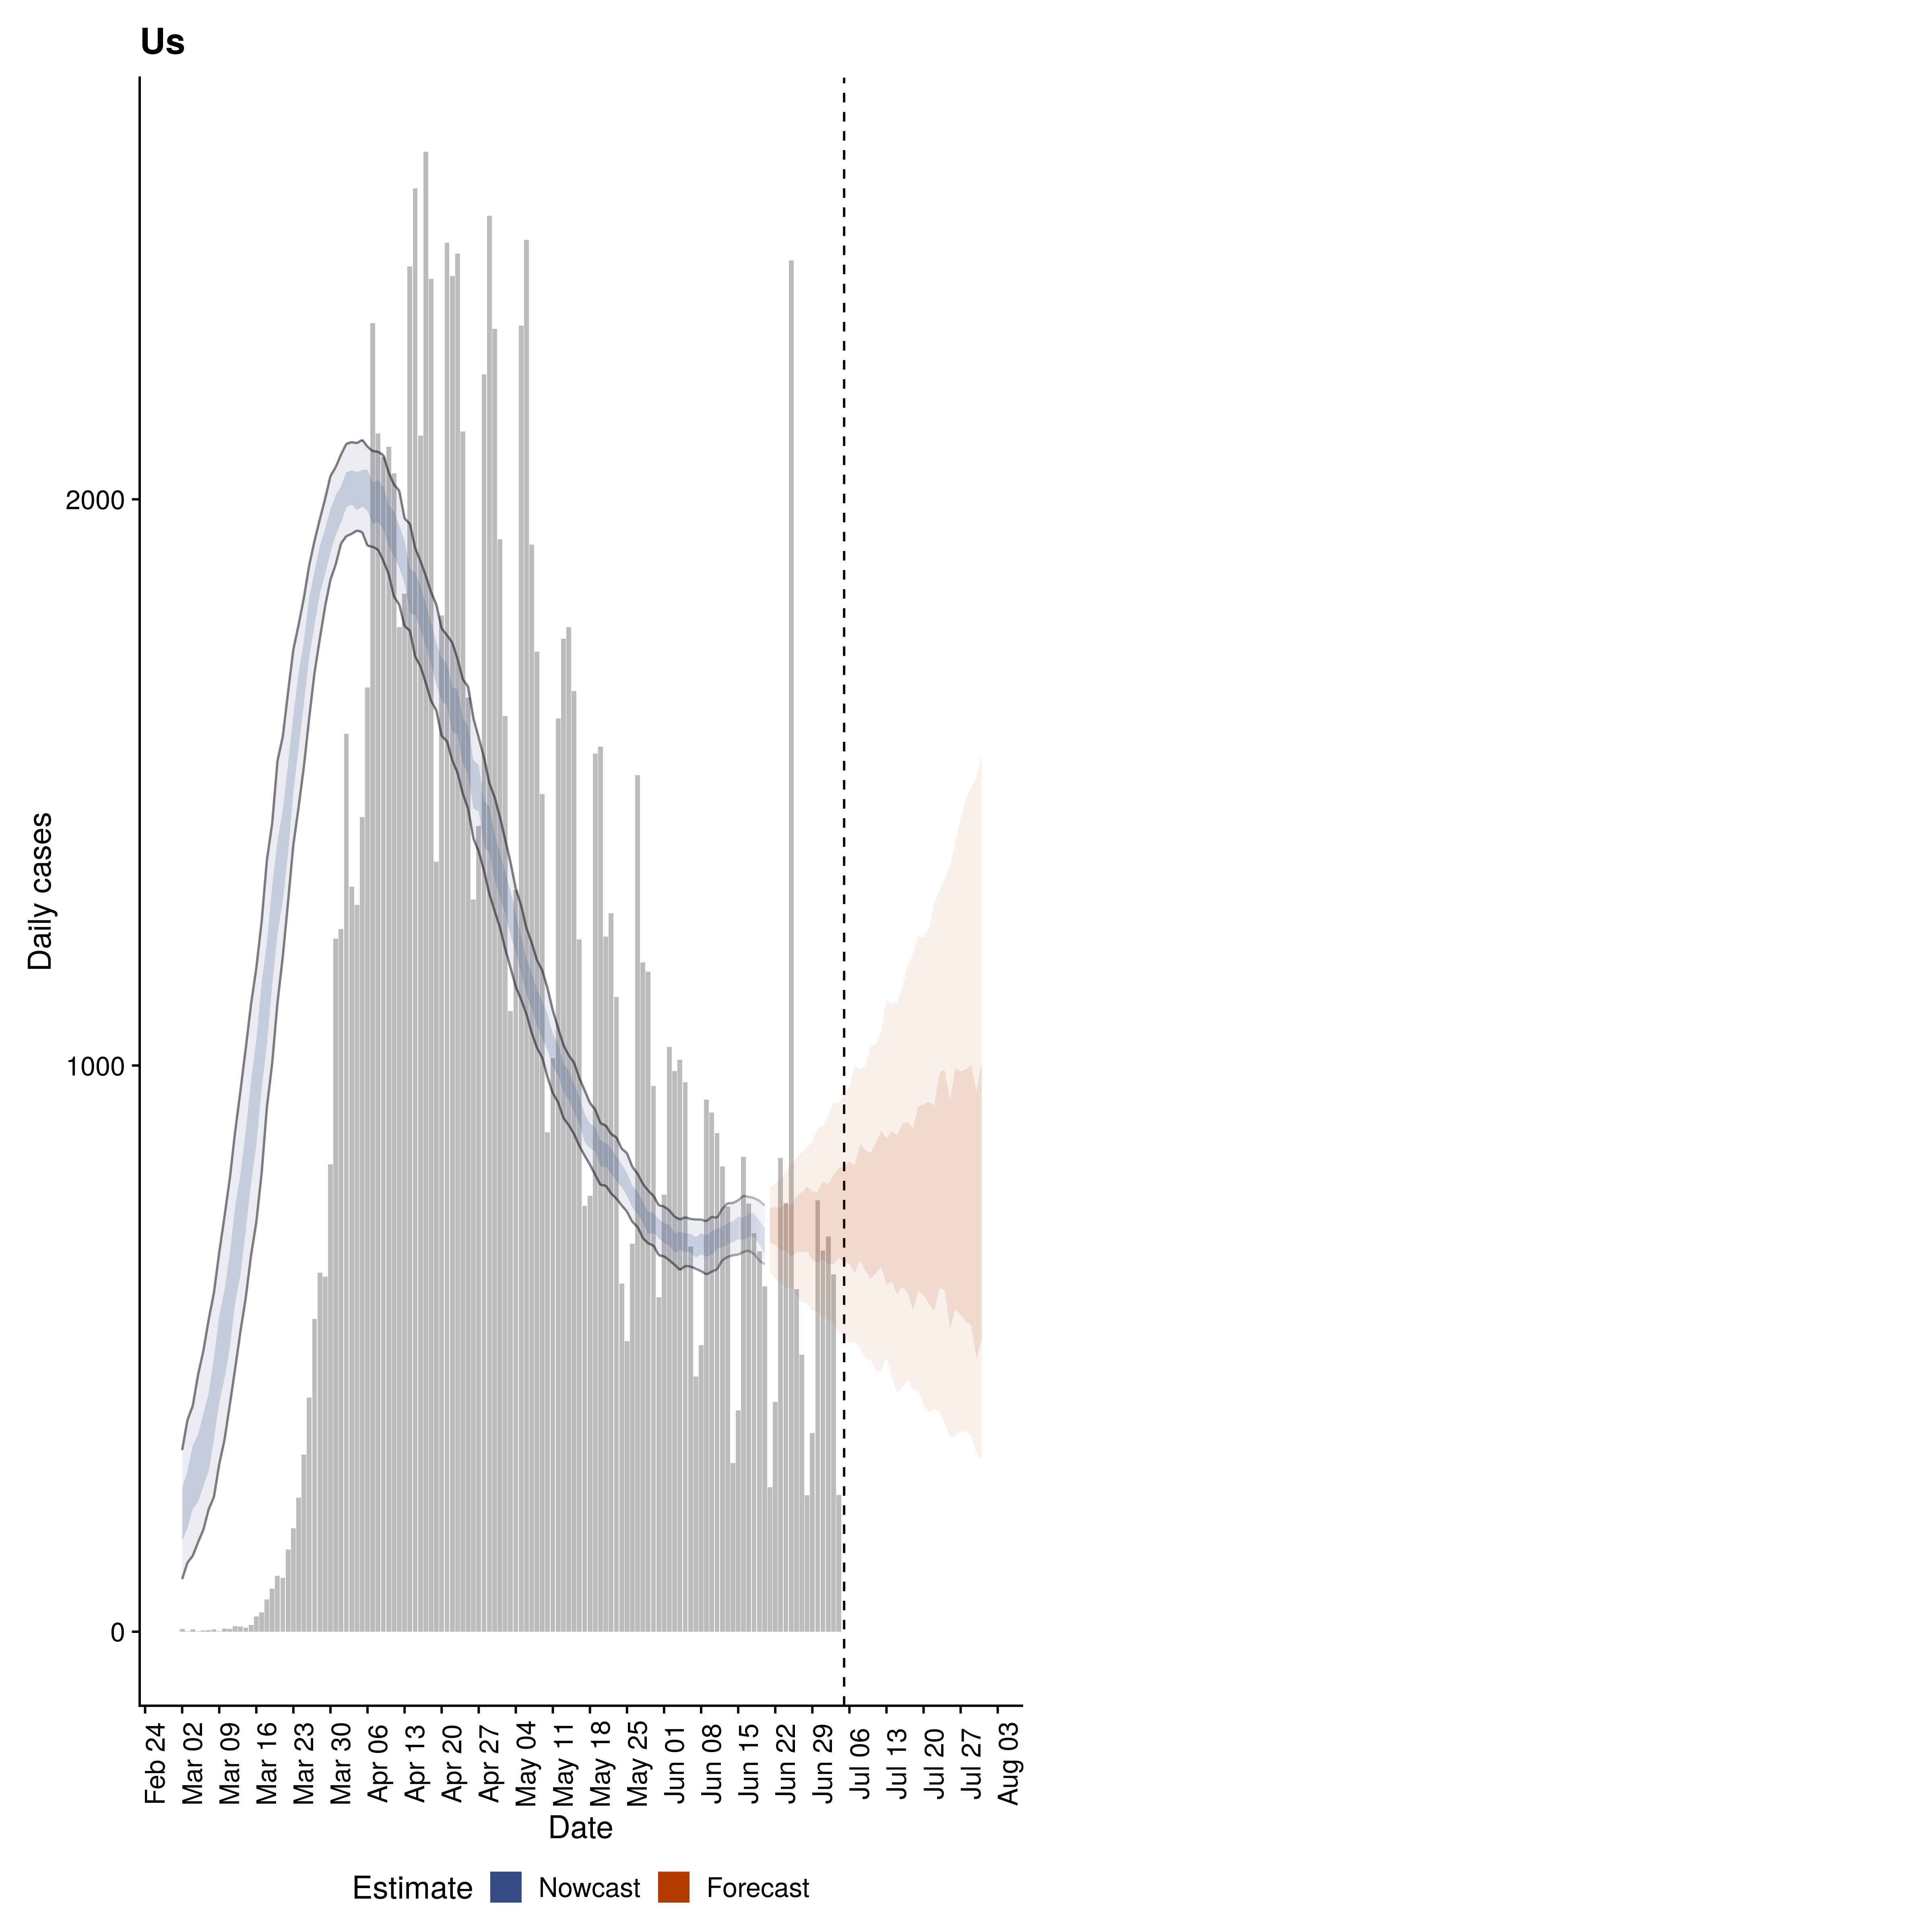 Us
Daily cases
2000
1000
0
Feb 24
Mar 02
Mar 09
Mar 16
Mar 23
Mar 30
Apr 06
Apr 13
Apr 20
Apr 27
May 04
May 11
May 18
May 25
Jun 01
Jun 08
Jun 15
Jun 22
Jun 29
Jul 06
Jul 13
Jul 20
Jul 27
Aug 03
Date
Estimate Nowcast Forecast